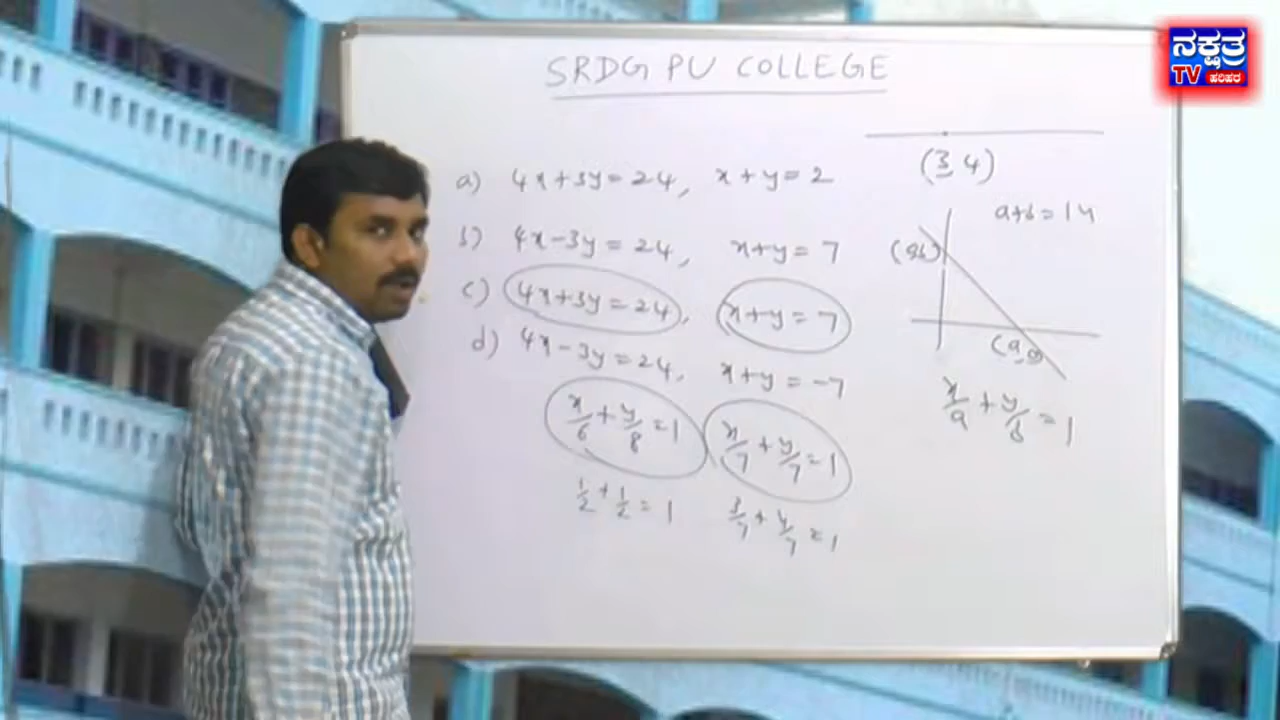 ನಕ್ಷತ್ರ
TV ಹರಿಹರ
SRDG PU COLLEGE
(3, 4)
a) 4x+3y=24, x+y=2
a+b=14
b) 4x-3y=24, x+y=7
c) 4x+3y=24, x+y=7
(a,0)
d) 4x-3y=24, x+y=-7
x/6+y/8=1 x/7+y/7=1
x/a+y/b=1
1/2+1/2=1 3/7+4/7=1